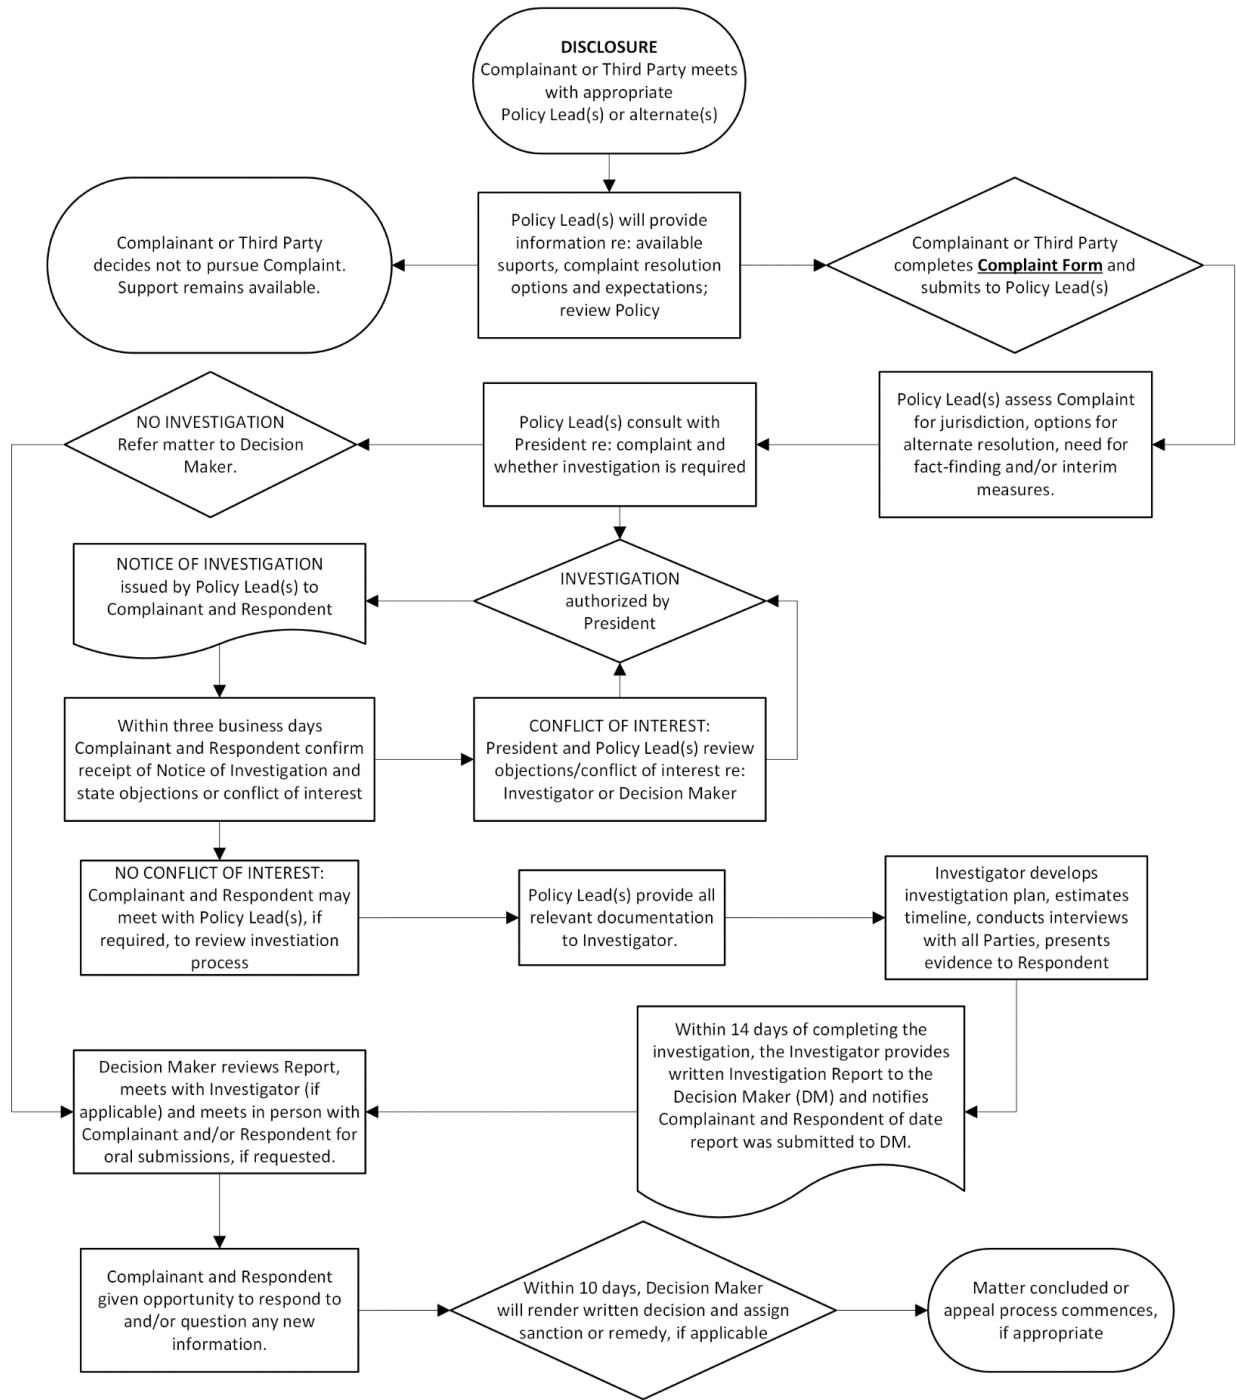 DISCLOSURE
Complainant or Third Party meets
with appropriate
Policy Lead(s) or alternate(s)
Complainant or Third Party
decides not to pursue Complaint.
Support remains available.
Policy Lead(s) will provide
information re: available
suports, complaint resolution
options and expectations;
review Policy
Complainant or Third Party
completes Complaint Form and
submits to Policy Lead(s)
NO INVESTIGATION
Refer matter to Decision
Maker.
Policy Lead(s) consult with
President re: complaint and
whether investigation is required
Policy Lead(s) assess Complaint
for jurisdiction, options for
alternate resolution, need for
fact-finding and/or interim
measures.
NOTICE OF INVESTIGATION
issued by Policy Lead(s) to
Complainant and Respondent
INVESTIGATION
authorized by
President
Within three business days
Complainant and Respondent confirm
receipt of Notice of Investigation and
state objections or conflict of interest
CONFLICT OF INTEREST:
President and Policy Lead(s) review
objections/conflict of interest re:
Investigator or Decision Maker
NO CONFLICT OF INTEREST:
Complainant and Respondent may
meet with Policy Lead(s), if
required, to review investiation
process
Policy Lead(s) provide all
relevant documentation
to Investigator.
Investigator develops
investigtation plan, estimates
timeline, conducts interviews
with all Parties, presents
evidence to Respondent
Within 14 days of completing the
investigation, the Investigator provides
written Investigation Report to the
Decision Maker (DM) and notifies
Complainant and Respondent of date
report was submitted to DM.
Decision Maker reviews Report,
meets with Investigator (if
applicable) and meets in person with
Complainant and/or Respondent for
oral submissions, if requested.
Complainant and Respondent
given opportunity to respond to
and/or question any new
information.
Within 10 days, Decision Maker
will render written decision and assign
sanction or remedy, if applicable
Matter concluded or
appeal process commences,
if appropriate